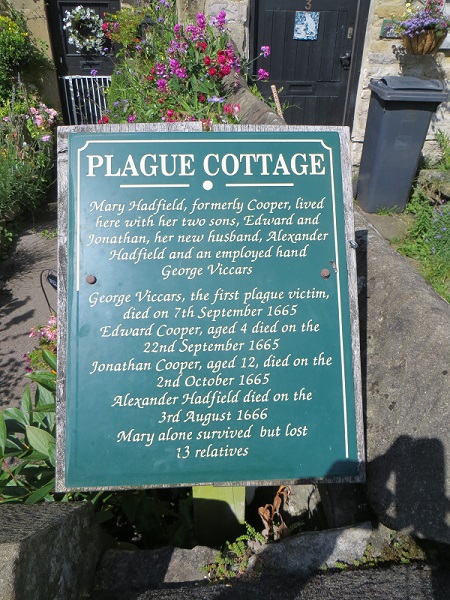 3
PLAGUE COTTAGE
Mary Hadfield, formerly Cooper, lived
here with her two sons, Edward and
Jonathan, her new husband, Alexander
Hadfield and an employed hand
George Viccars
George Viccars, the first plague victim,
died on 7th September 1665
Edward Cooper, aged 4 died on the
22nd September 1665
Jonathan Cooper, aged 12, died on the
2nd October 1665
Alexander Hadfield died on the
3rd August 1666
Mary alone survived but lost
13 relatives